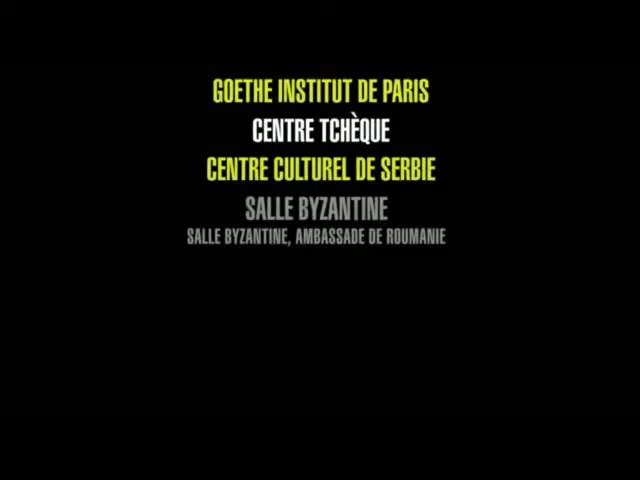 GOETHE INSTITUT DE PARIS
CENTRE TCHÈQUE
CENTRE CULTUREL DE SERBIE
SALLE BYZANTINE
SALLE BYZANTINE, AMBASSADE DE ROUMANIE